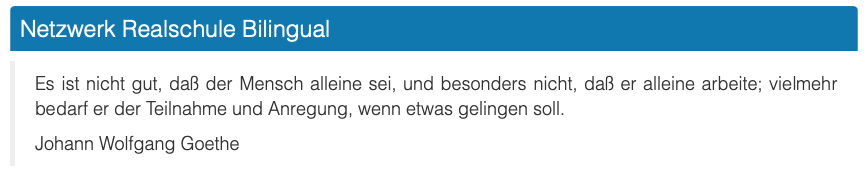 Netzwerk Realschule Bilingual
Es ist nicht gut, daß der Mensch alleine sei, und besonders nicht, daß er alleine arbeite; vielmehr
bedarf er der Teilnahme und Anregung, wenn etwas gelingen soll.
Johann Wolfgang Goethe